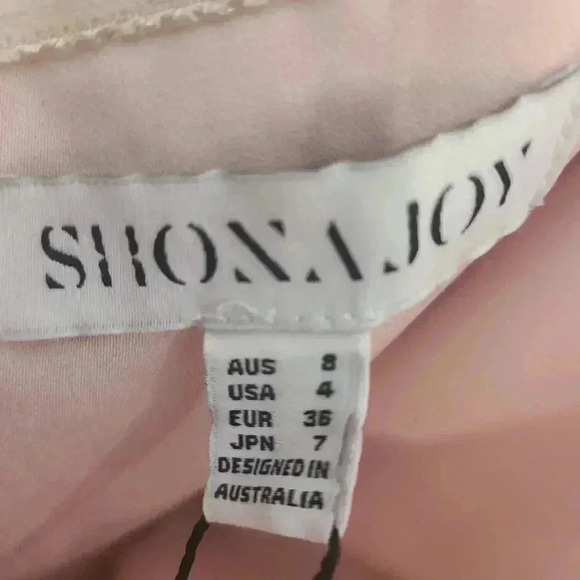 SHONA JOY
AUS 8
USA 4
EUR 36
JPN 7
DESIGNED IN
AUSTRALIA